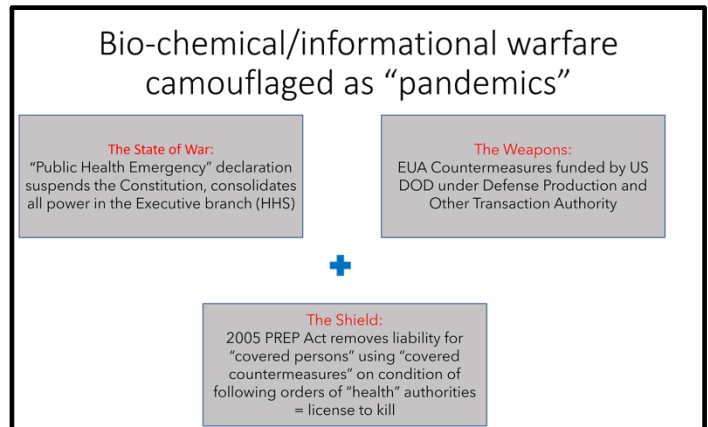 Bio-chemical/informational warfare
camouflaged as “pandemics”
The State of War:
“Public Health Emergency” declaration
suspends the Constitution, consolidates
all power in the Executive branch (HHS)
The Weapons:
EUA Countermeasures funded by US
DOD under Defense Production and
Other Transaction Authority
The Shield:
2005 PREP Act removes liability for
“covered persons” using “covered
countermeasures” on condition of
following orders of “health” authorities
= license to kill